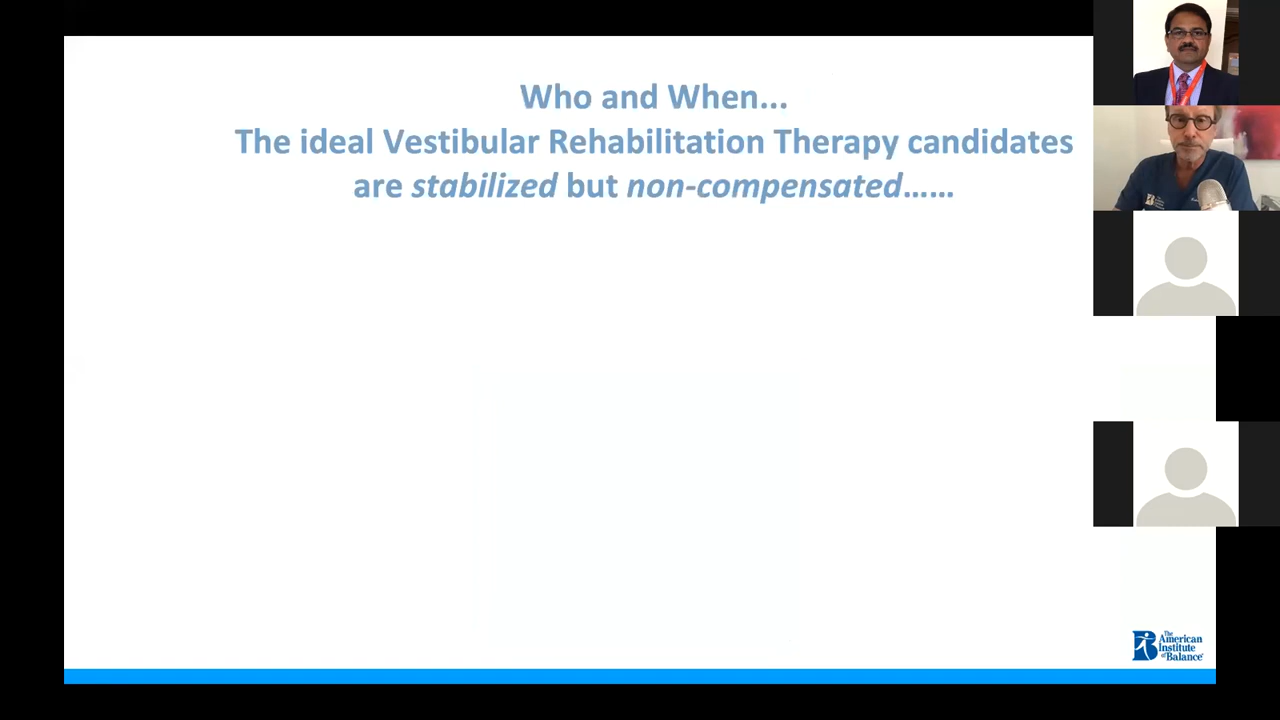 Who and When...
The ideal Vestibular Rehabilitation Therapy candidates
are stabilized but non-compensated......
The
American
Institute
of Balance